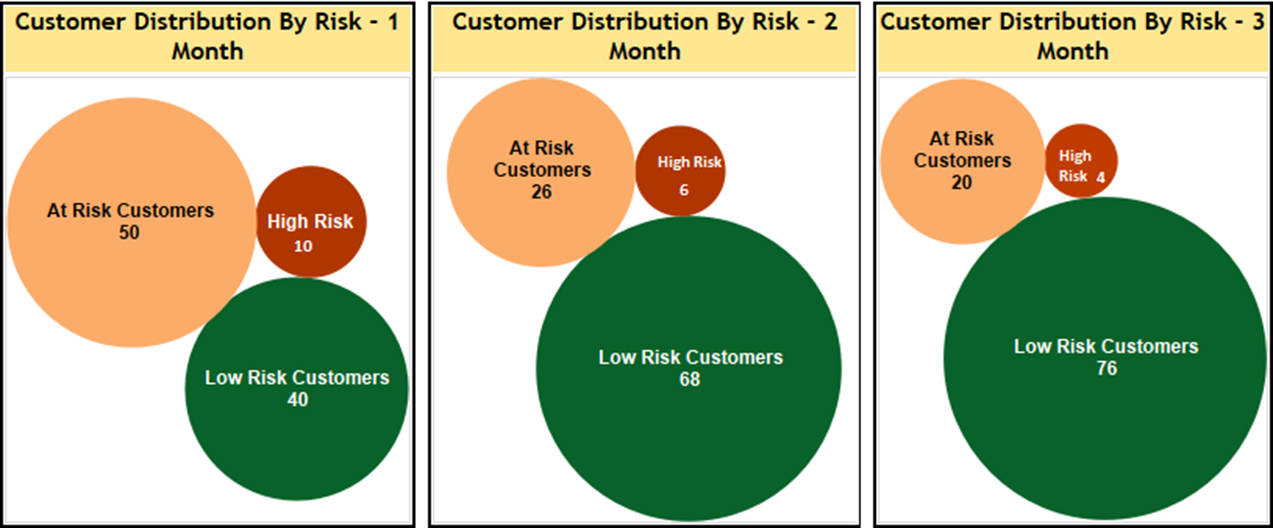 Customer Distribution By Risk - 1
Month
At Risk Customers
50
High Risk
10
Low Risk Customers
40
Customer Distribution By Risk - 2
Month
At Risk
Customers
26
High Risk
6
Low Risk Customers
68
Customer Distribution By Risk - 3
Month
At Risk
Customers
20
High
Risk 4
Low Risk Customers
76